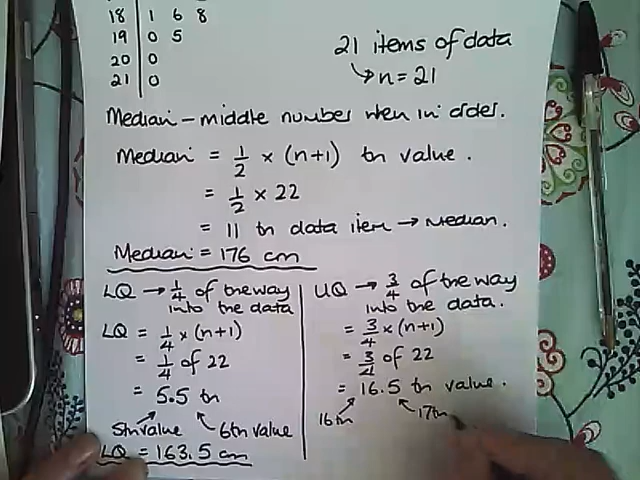 18 | 1 6 8
19 | 0 5
20 | 0
21 | 0
21 items of data
↳ n = 21
Median - middle number when in order.
Median = 1/2 × (n+1) th value.
= 1/2 × 22
= 11 th data item → Median.
Median = 176 cm
LQ → 1/4 of the way
into the data
LQ = 1/4 × (n+1)
= 1/4 of 22
= 5.5 th
5th value 6th value
LQ = 163.5 cm
UQ → 3/4 of the way
into the data.
= 3/4 × (n+1)
= 3/4 of 22
= 16.5 th value.
16th 17th